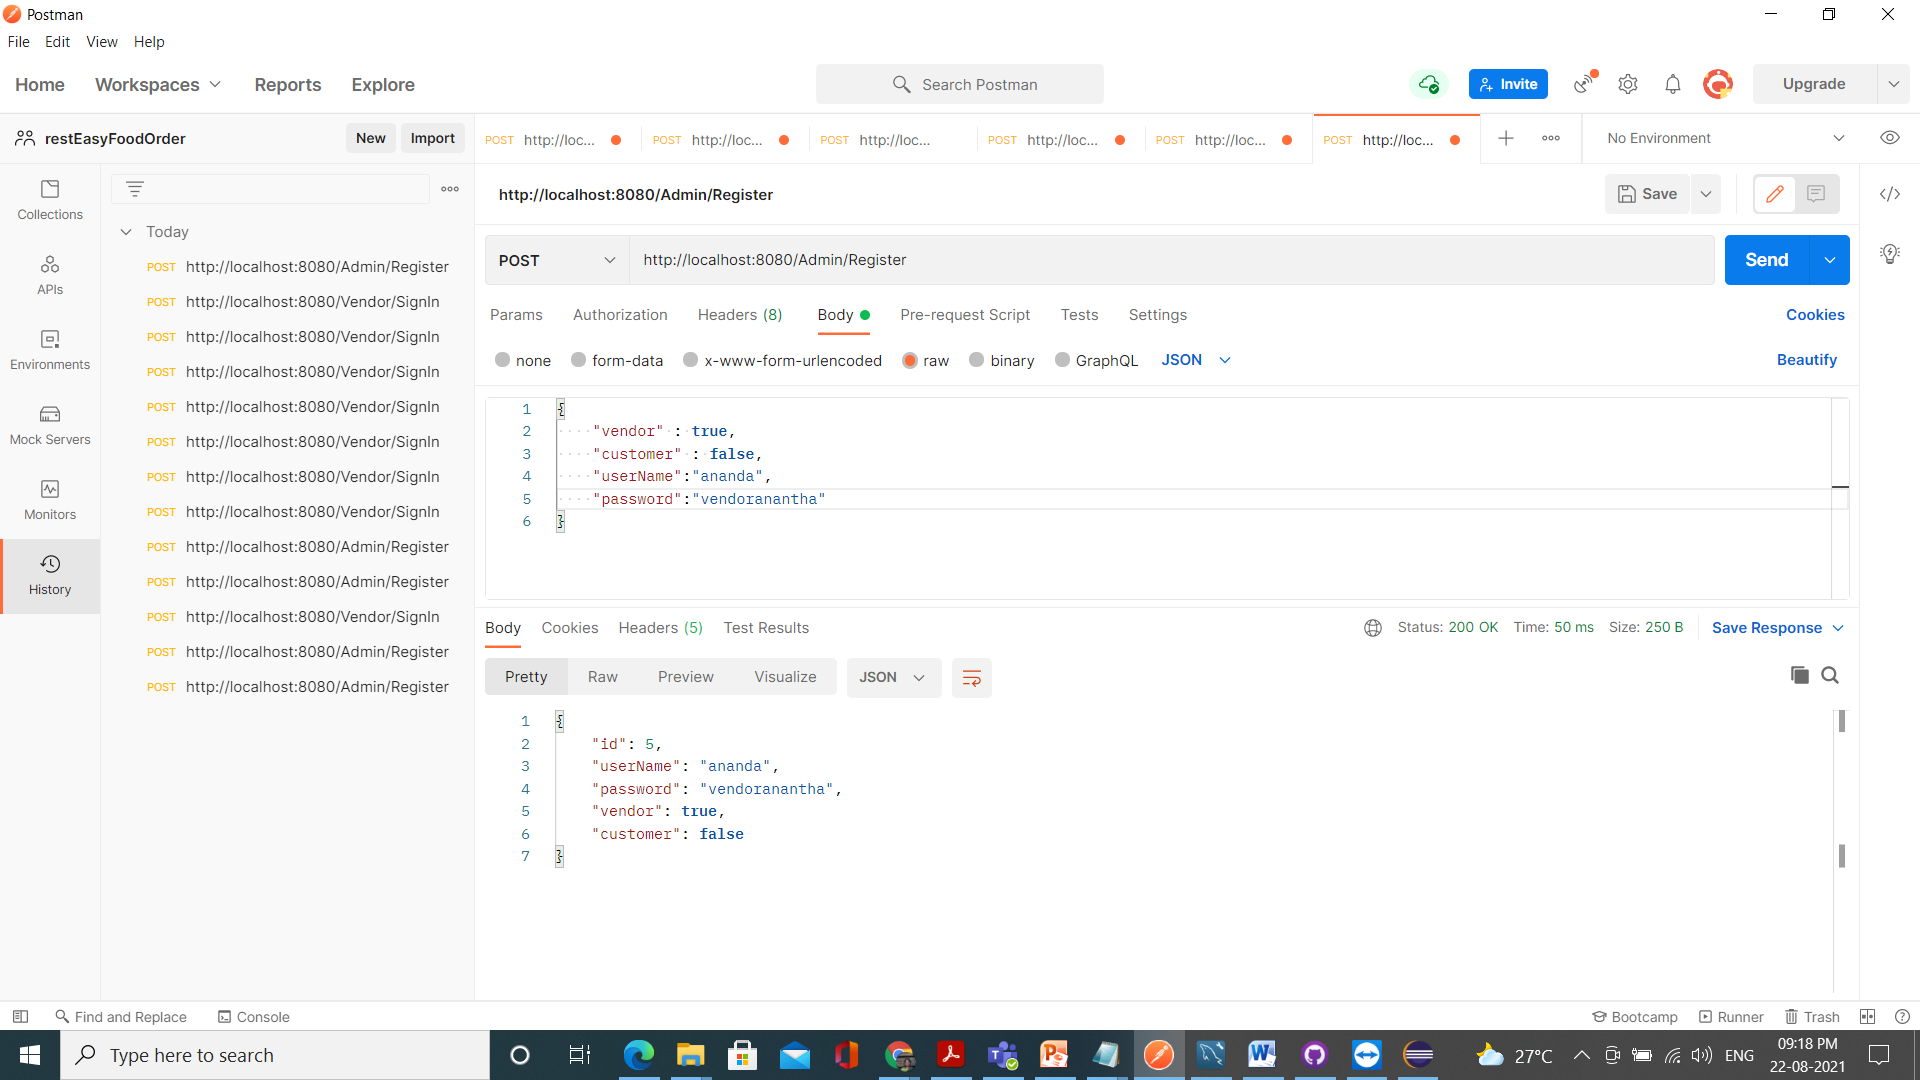 Postman
File Edit View Help
Home Workspaces Reports Explore Search Postman Invite Upgrade
restEasyFoodOrder New Import POST http://loc... POST http://loc... POST http://loc... POST http://loc... POST http://loc... POST http://loc... No Environment
http://localhost:8080/Admin/Register Save
Collections
APIs
Environments
Mock Servers
Monitors
History
Today
POST http://localhost:8080/Admin/Register
POST http://localhost:8080/Vendor/SignIn
POST http://localhost:8080/Vendor/SignIn
POST http://localhost:8080/Vendor/SignIn
POST http://localhost:8080/Vendor/SignIn
POST http://localhost:8080/Vendor/SignIn
POST http://localhost:8080/Vendor/SignIn
POST http://localhost:8080/Vendor/SignIn
POST http://localhost:8080/Admin/Register
POST http://localhost:8080/Admin/Register
POST http://localhost:8080/Vendor/SignIn
POST http://localhost:8080/Admin/Register
POST http://localhost:8080/Admin/Register
POST http://localhost:8080/Admin/Register Send
Params Authorization Headers (8) Body Pre-request Script Tests Settings Cookies
none form-data x-www-form-urlencoded raw binary GraphQL JSON Beautify
1 {
2 "vendor" : true,
3 "customer" : false,
4 "userName":"ananda",
5 "password":"vendoranantha"
6 }
Body Cookies Headers (5) Test Results Status: 200 OK Time: 50 ms Size: 250 B Save Response
Pretty Raw Preview Visualize JSON
1 {
2 "id": 5,
3 "userName": "ananda",
4 "password": "vendoranantha",
5 "vendor": true,
6 "customer": false
7 }
Find and Replace Console Bootcamp Runner Trash
Type here to search 27°C ENG 09:18 PM
22-08-2021